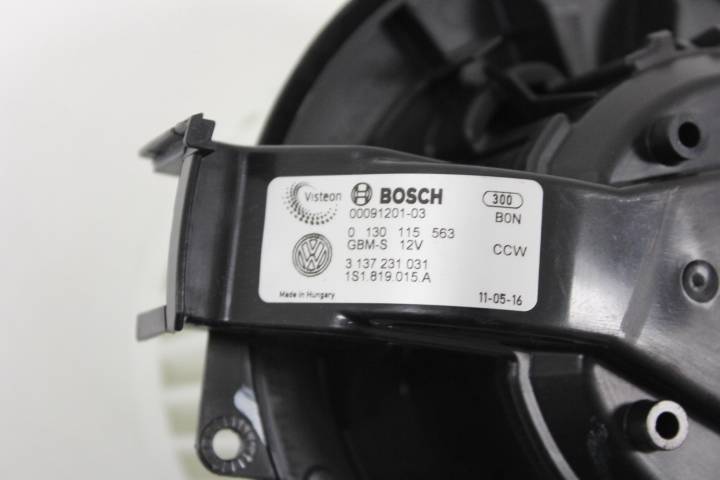 Visteon BOSCH 300
00091201-03 B0N
0 130 115 563
GBM-S 12V CCW
3 137 231 031
1S1.819.015.A
Made in Hungary 11-05-16